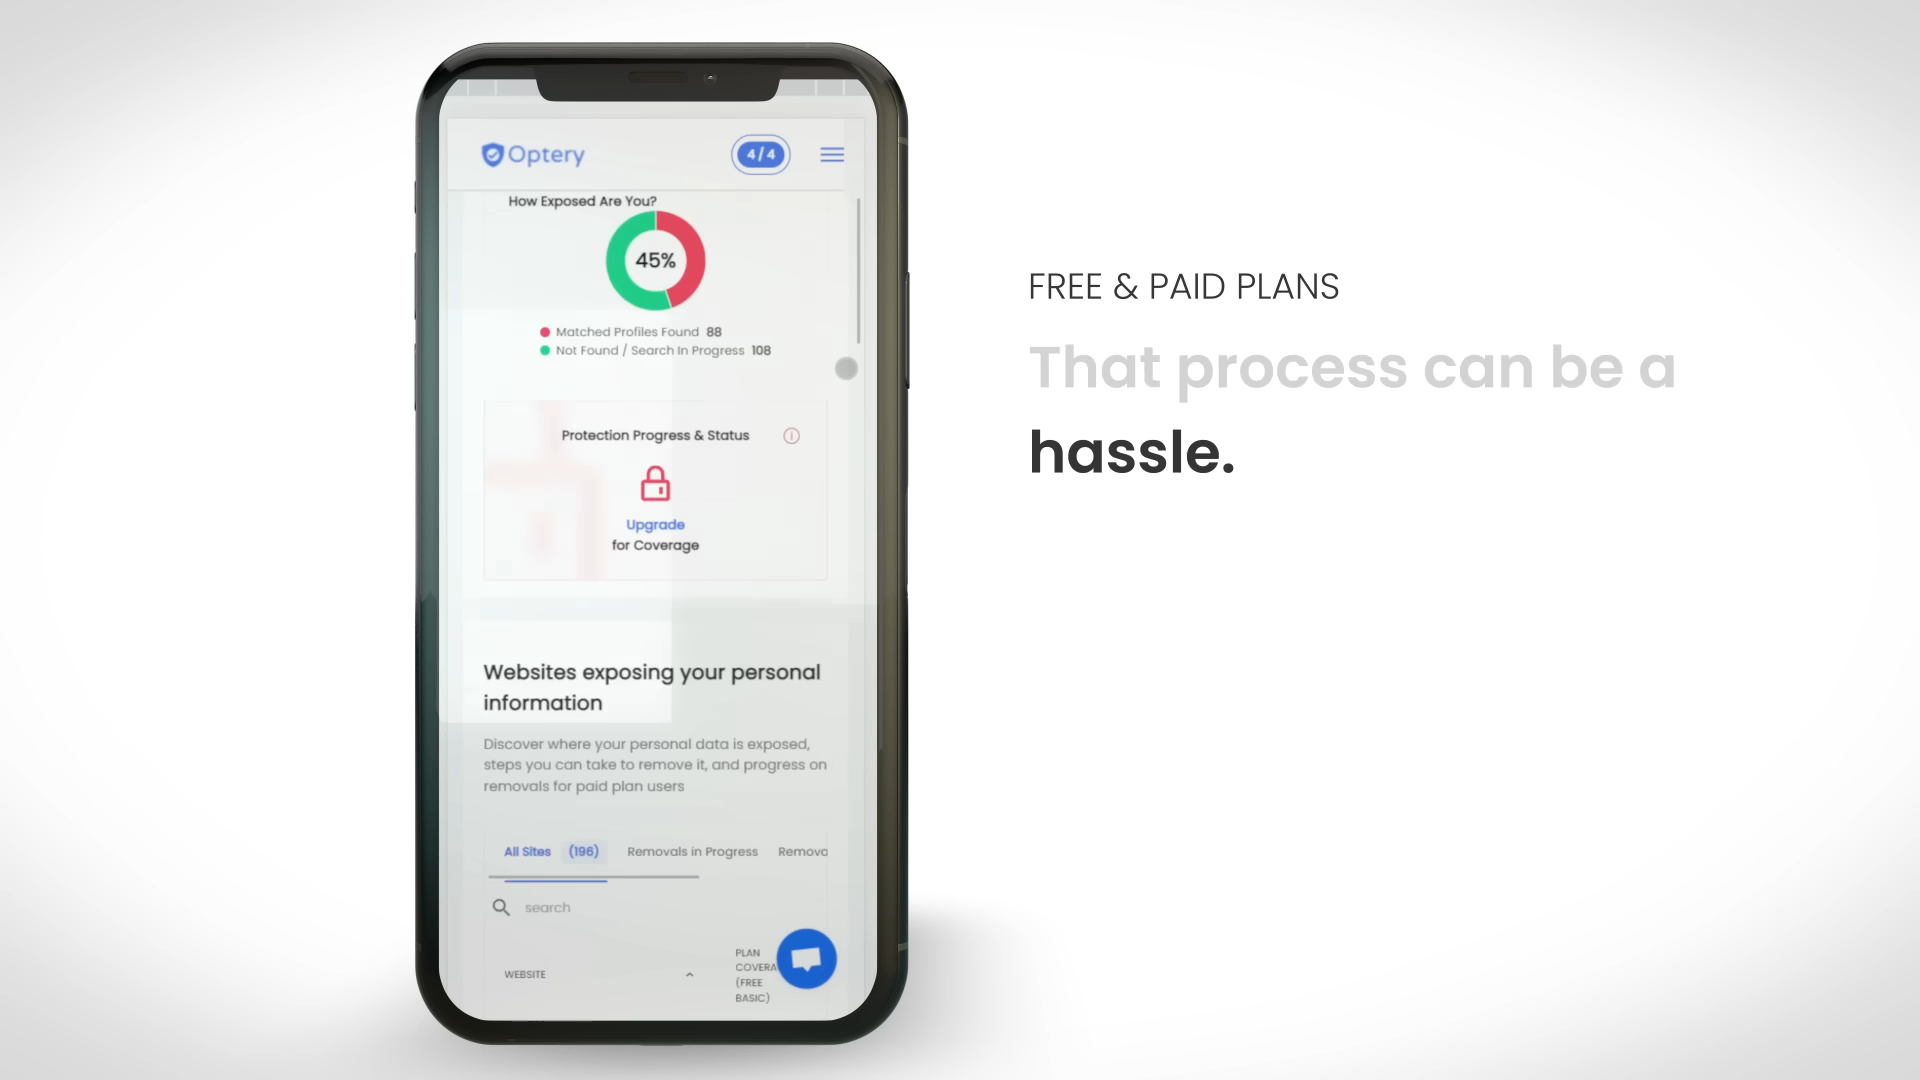 Optery
4/4
How Exposed Are You?
45%
Matched Profiles Found 88
Not Found / Search In Progress 108
Protection Progress & Status
Upgrade
for Coverage
Websites exposing your personal
information
Discover where your personal data is exposed,
steps you can take to remove it, and progress on
removals for paid plan users
All Sites (196) Removals in Progress Remova
search
WEBSITE
PLAN
COVERA
(FREE
BASIC)
FREE & PAID PLANS
That process can be a
hassle.